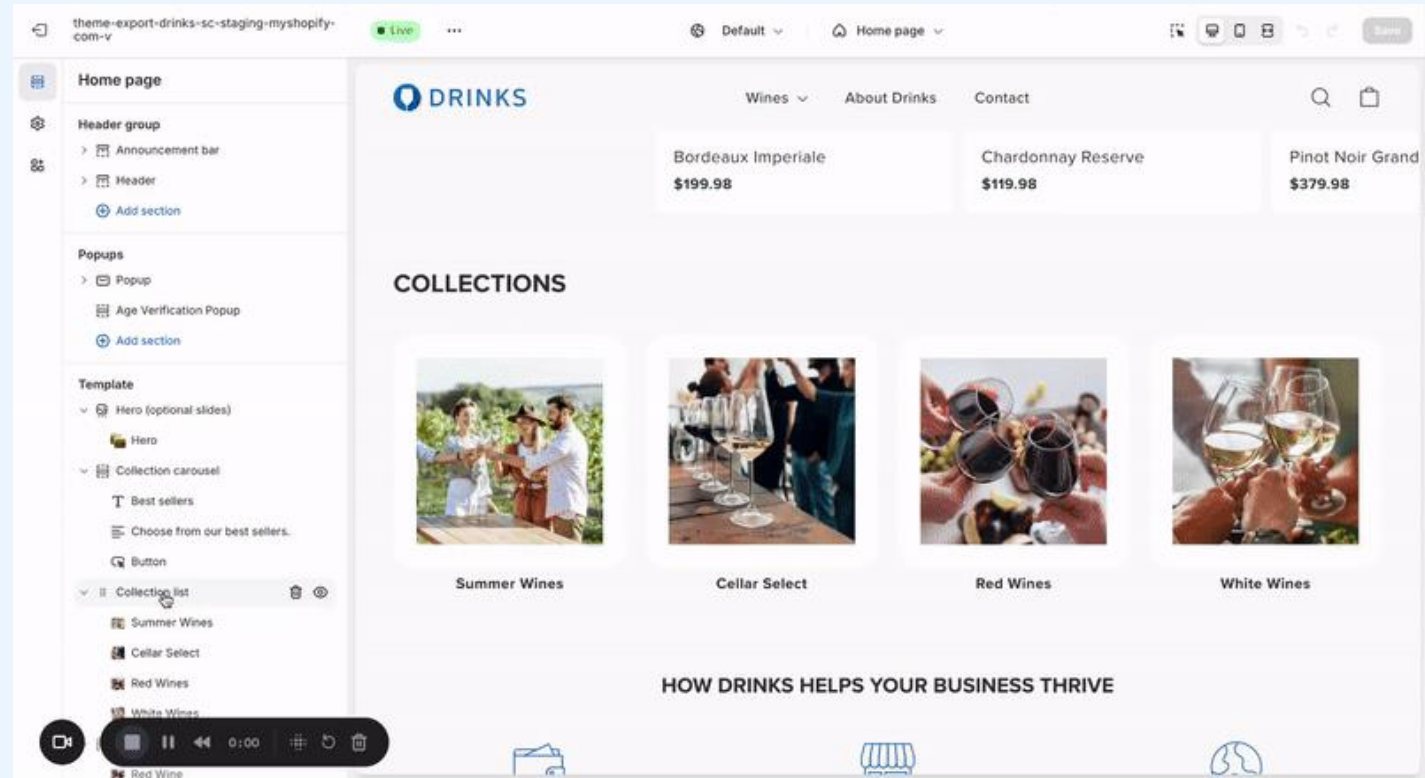 theme-export-drinks-sc-staging-myshopify-
com-v
Live
Default
Home page
Save
Home page
Header group
Announcement bar
Header
Add section
Popups
Popup
Age Verification Popup
Add section
Template
Hero (optional slides)
Hero
Collection carousel
Best sellers
Choose from our best sellers.
Button
Collection list
Summer Wines
Cellar Select
Red Wines
White Wines
0:00
Red Wine
DRINKS
Wines
About Drinks
Contact
Bordeaux Imperiale
$199.98
Chardonnay Reserve
$119.98
Pinot Noir Grand
$379.98
COLLECTIONS
Summer Wines
Cellar Select
Red Wines
White Wines
HOW DRINKS HELPS YOUR BUSINESS THRIVE